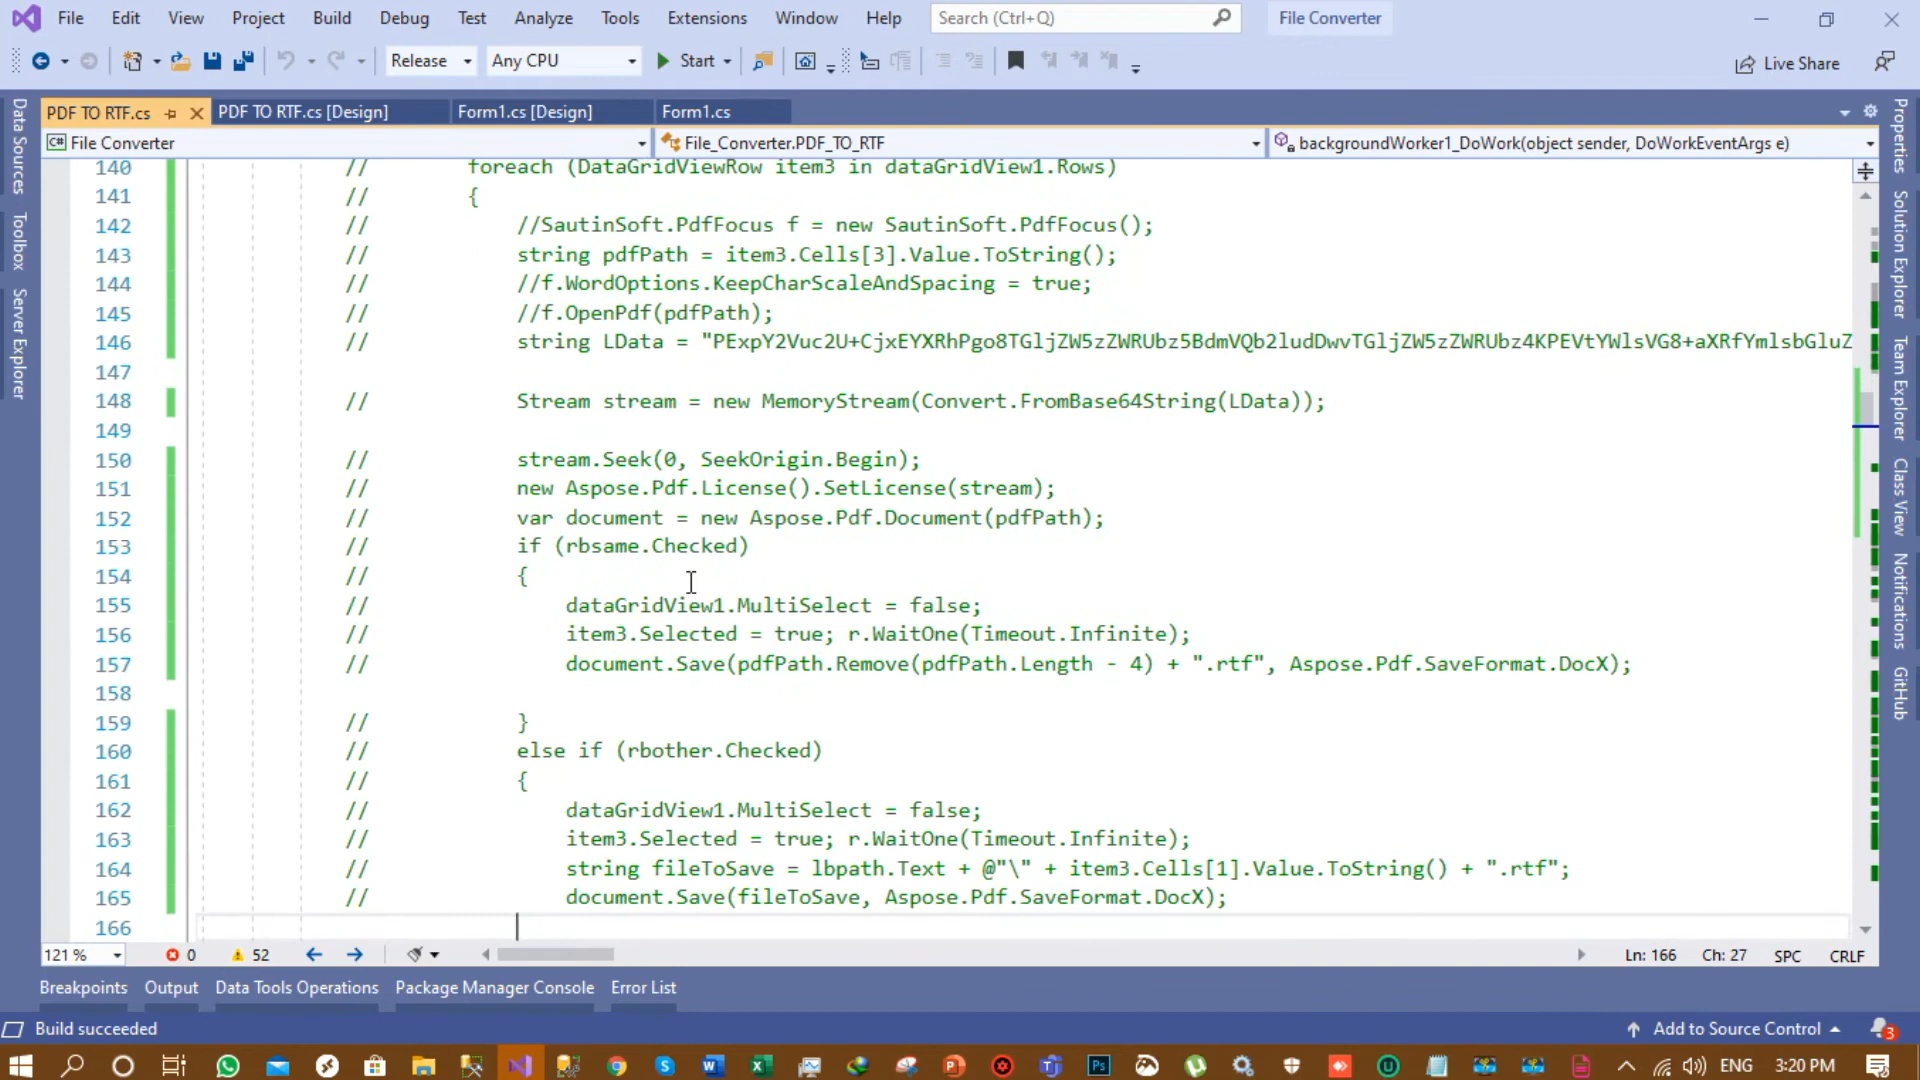 File Edit View Project Build Debug Test Analyze Tools Extensions Window Help Search (Ctrl+Q) File Converter
Release Any CPU Start Live Share
PDF TO RTF.cs PDF TO RTF.cs [Design] Form1.cs [Design] Form1.cs
File Converter File_Converter.PDF_TO_RTF backgroundWorker1_DoWork(object sender, DoWorkEventArgs e)
140 // foreach (DataGridViewRow item3 in dataGridView1.Rows)
141 // {
142 // //SautinSoft.PdfFocus f = new SautinSoft.PdfFocus();
143 // string pdfPath = item3.Cells[3].Value.ToString();
144 // //f.WordOptions.KeepCharScaleAndSpacing = true;
145 // //f.OpenPdf(pdfPath);
146 // string LData = "PExpY2Vuc2U+CjxEYXRhPgo8TGljZW5zZWRUbz5BdmVQb2ludDwvTGljZW5zZWRUbz4KPEVtYWlsVG8+aXRfYmlsbGluZ
147
148 // Stream stream = new MemoryStream(Convert.FromBase64String(LData));
149
150 // stream.Seek(0, SeekOrigin.Begin);
151 // new Aspose.Pdf.License().SetLicense(stream);
152 // var document = new Aspose.Pdf.Document(pdfPath);
153 // if (rbsame.Checked)
154 // {
155 // dataGridView1.MultiSelect = false;
156 // item3.Selected = true; r.WaitOne(Timeout.Infinite);
157 // document.Save(pdfPath.Remove(pdfPath.Length - 4) + ".rtf", Aspose.Pdf.SaveFormat.DocX);
158
159 // }
160 // else if (rbother.Checked)
161 // {
162 // dataGridView1.MultiSelect = false;
163 // item3.Selected = true; r.WaitOne(Timeout.Infinite);
164 // string fileToSave = lbpath.Text + @"\" + item3.Cells[1].Value.ToString() + ".rtf";
165 // document.Save(fileToSave, Aspose.Pdf.SaveFormat.DocX);
166
121 % 0 52 Ln: 166 Ch: 27 SPC CRLF
Breakpoints Output Data Tools Operations Package Manager Console Error List
Build succeeded Add to Source Control 3
ENG 3:20 PM
Data Sources
Toolbox
Server Explorer
Properties
Solution Explorer
Team Explorer
Class View
Notifications
GitHub